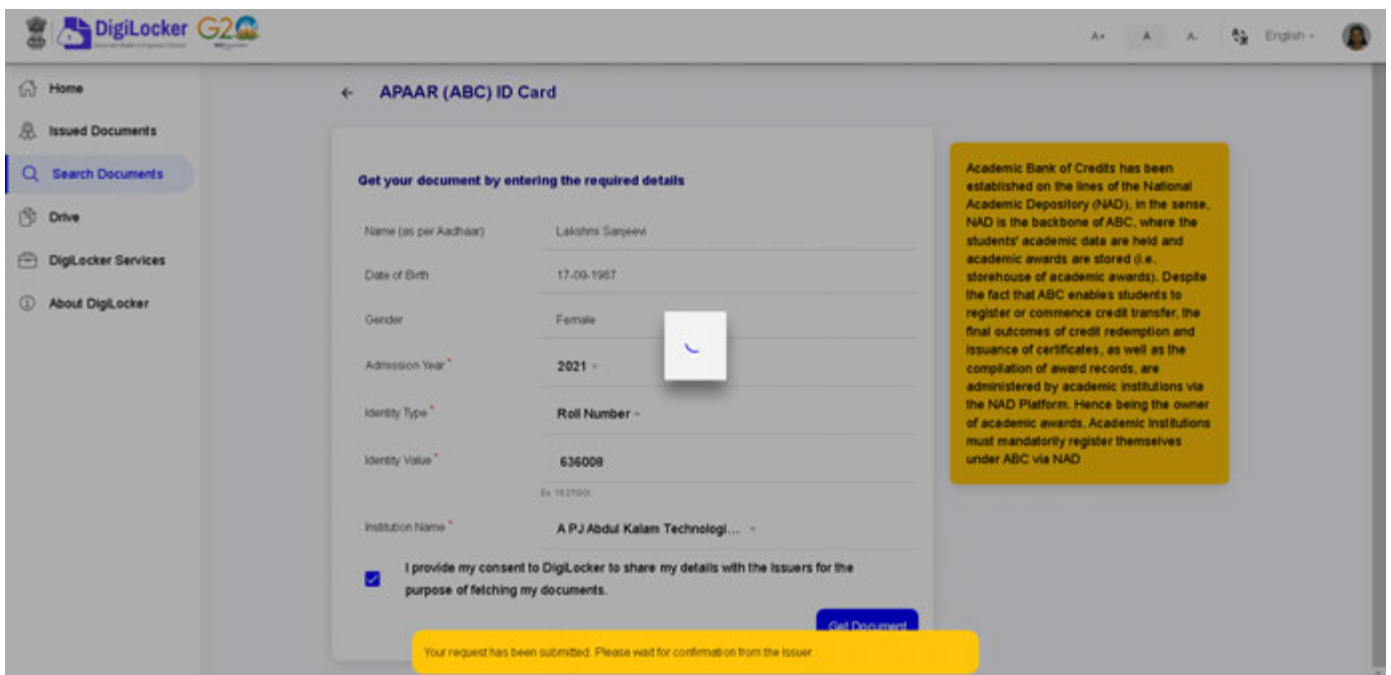 DigiLocker
G20
A+ A A- English
Home
Issued Documents
Search Documents
Drive
DigiLocker Services
About DigiLocker
APAAR (ABC) ID Card
Get your document by entering the required details
Name (as per Aadhaar) Lakshmi Sanjeevi
Date of Birth 17-09-1987
Gender Female
Admission Year * 2021
Identity Type * Roll Number
Identity Value * 636008
Institution Name * A P J Abdul Kalam Technologi...
I provide my consent to DigiLocker to share my details with the Issuers for the
purpose of fetching my documents.
Get Document
Your request has been submitted. Please wait for confirmation from the Issuer
Academic Bank of Credits has been
established on the lines of the National
Academic Depository (NAD), in the sense,
NAD is the backbone of ABC, where the
students' academic data are held and
academic awards are stored (i.e.
storehouse of academic awards). Despite
the fact that ABC enables students to
register or commence credit transfer, the
final outcomes of credit redemption and
issuance of certificates, as well as the
compilation of award records, are
administered by academic institutions via
the NAD Platform. Hence being the owner
of academic awards, Academic Institutions
must mandatorily register themselves
under ABC via NAD